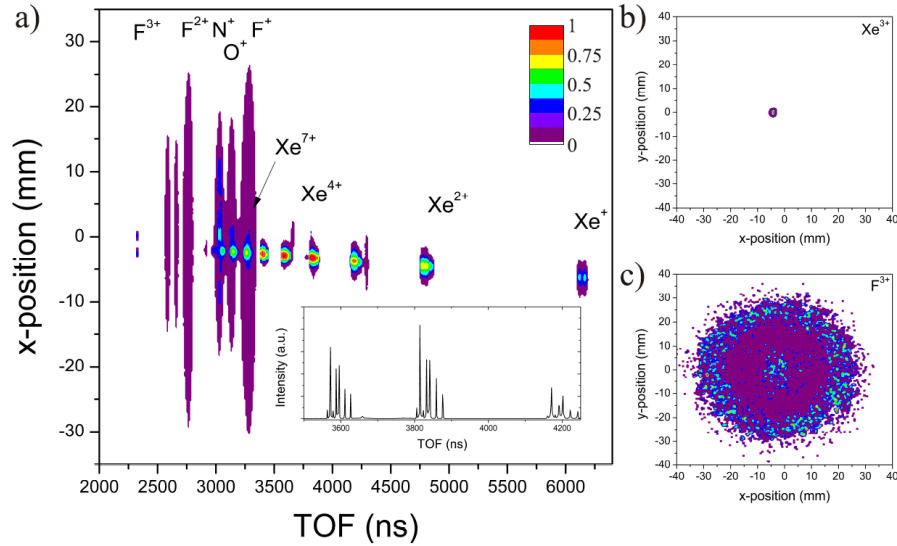 a)
F3+ F2+ N+ F+
O+
Xe7+
Xe4+
Xe2+
Xe+
1
0.75
0.5
0.25
0
35
30
20
10
0
-10
-20
-30
-35
x-position (mm)
2000 2500 3000 3500 4000 4500 5000 5500 6000
TOF (ns)
Intensity (a.u.)
3600 3800 4000 4200
TOF (ns)
b)
Xe3+
40
30
20
10
0
-10
-20
-30
-40
y-position (mm)
-40 -30 -20 -10 0 10 20 30 40
x-position (mm)
c)
F3+
40
30
20
10
0
-10
-20
-30
-40
y-position (mm)
-40 -30 -20 -10 0 10 20 30 40
x-position (mm)